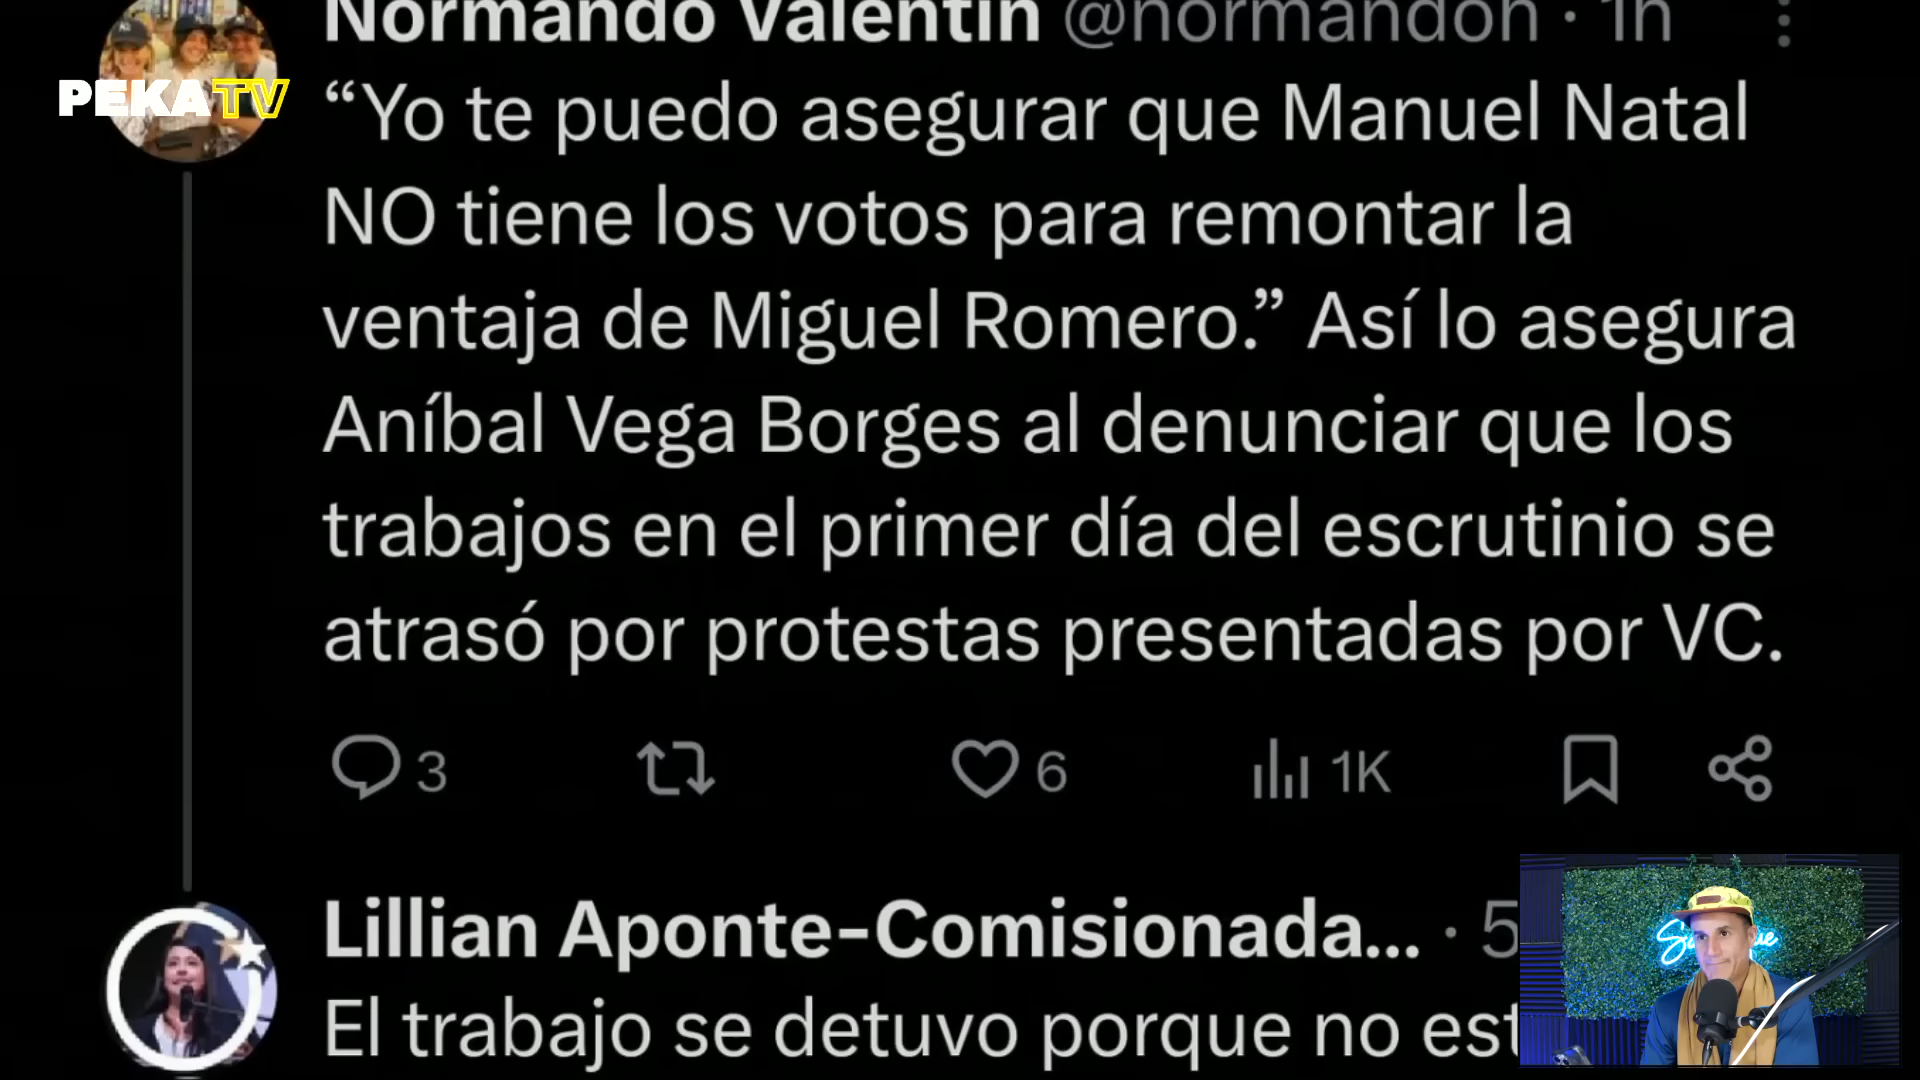 Normando Valentín @normandoh · 1h
PEKATV
“Yo te puedo asegurar que Manuel Natal
NO tiene los votos para remontar la
ventaja de Miguel Romero.” Así lo asegura
Aníbal Vega Borges al denunciar que los
trabajos en el primer día del escrutinio se
atrasó por protestas presentadas por VC.
3 6 1K
Lillian Aponte-Comisionada... · 5
El trabajo se detuvo porque no est